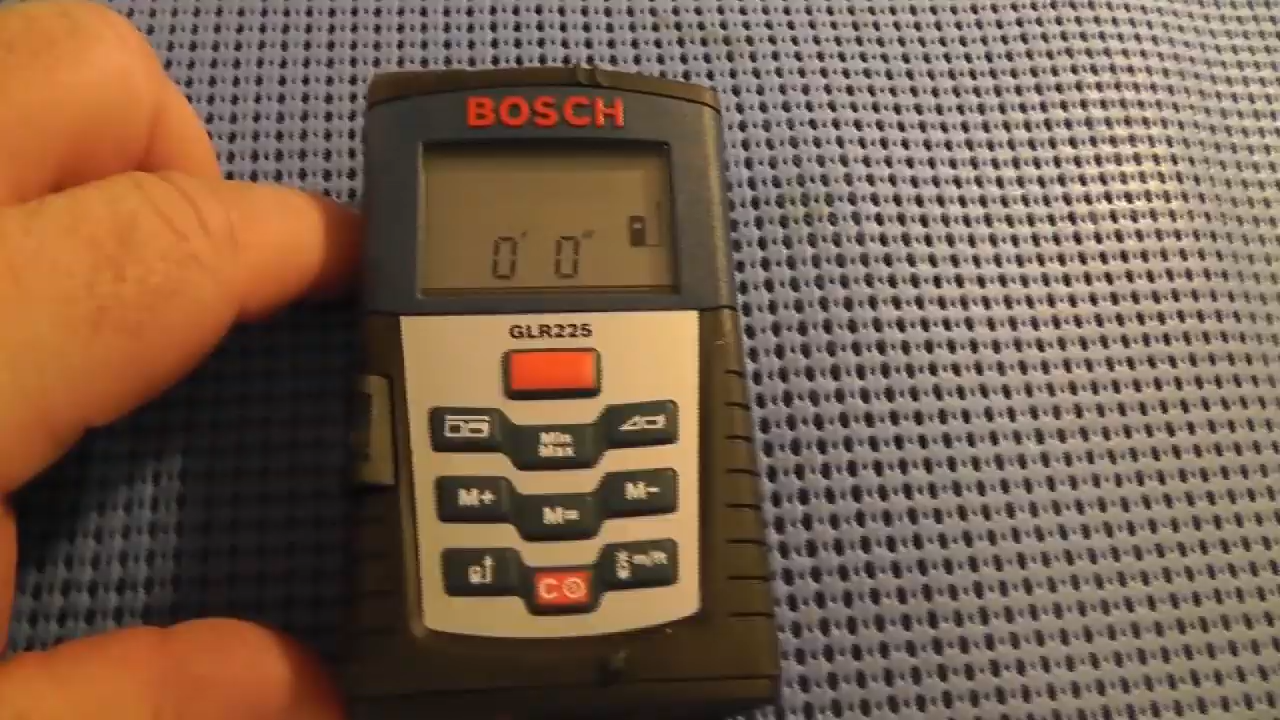 BOSCH
0' 0"
GLR225
Min
Max
M+ M= M-
C
m/ft